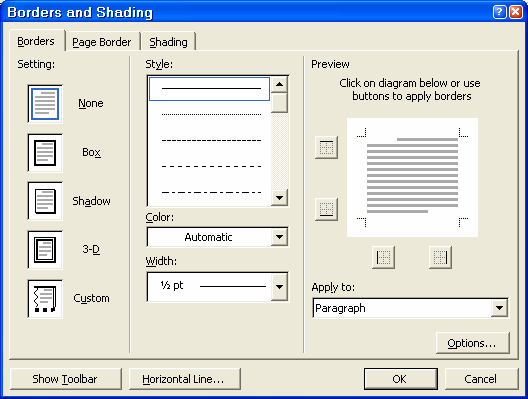 Borders and Shading
Borders
Page Border
Shading
Setting:
None
Box
Shadow
3-D
Custom
Style:
Color:
Automatic
Width:
½ pt
Preview
Click on diagram below or use
buttons to apply borders
Apply to:
Paragraph
Options...
Show Toolbar
Horizontal Line...
OK
Cancel